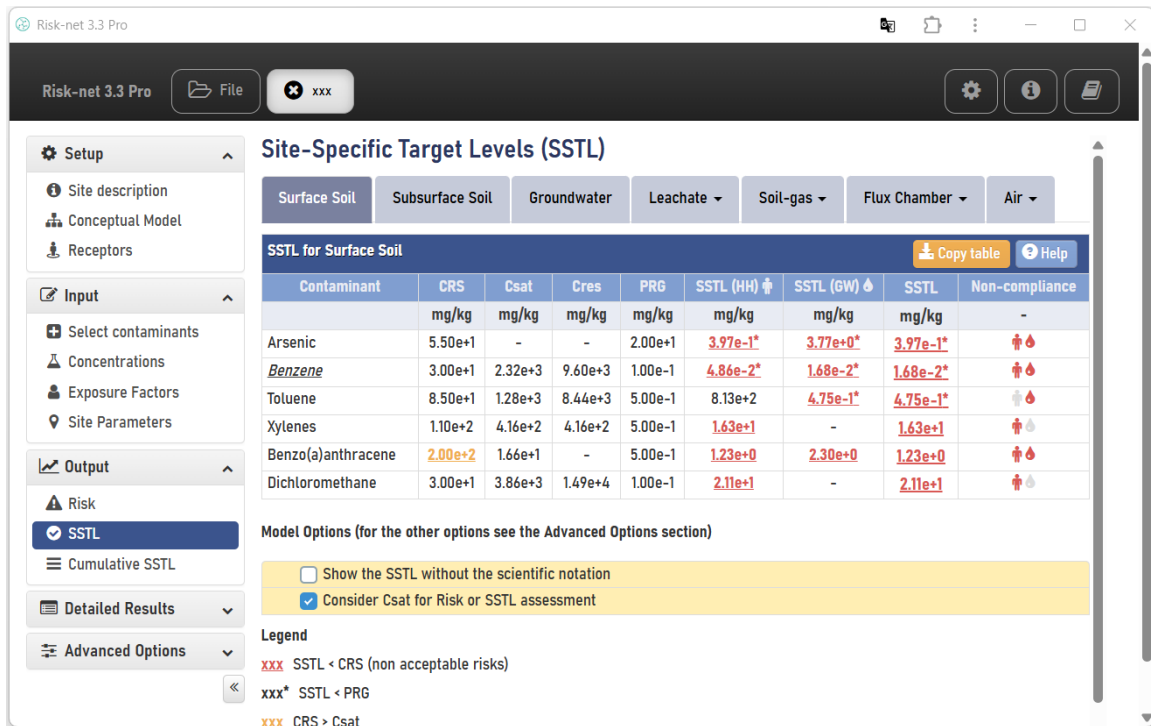 Risk-net 3.3 Pro
Risk-net 3.3 Pro File xxx
Setup
Site description
Conceptual Model
Receptors
Input
Select contaminants
Concentrations
Exposure Factors
Site Parameters
Output
Risk
SSTL
Cumulative SSTL
Detailed Results
Advanced Options
«
Site-Specific Target Levels (SSTL)
Surface Soil Subsurface Soil Groundwater Leachate Soil-gas Flux Chamber Air
SSTL for Surface Soil Copy table Help
Contaminant CRS Csat Cres PRG SSTL (HH) SSTL (GW) SSTL Non-compliance
mg/kg mg/kg mg/kg mg/kg mg/kg mg/kg mg/kg -
Arsenic 5.50e+1 - - 2.00e+1 3.97e-1* 3.77e+0* 3.97e-1*
Benzene 3.00e+1 2.32e+3 9.60e+3 1.00e-1 4.86e-2* 1.68e-2* 1.68e-2*
Toluene 8.50e+1 1.28e+3 8.44e+3 5.00e-1 8.13e+2 4.75e-1* 4.75e-1*
Xylenes 1.10e+2 4.16e+2 4.16e+2 5.00e-1 1.63e+1 - 1.63e+1
Benzo(a)anthracene 2.00e+2 1.66e+1 - 5.00e-1 1.23e+0 2.30e+0 1.23e+0
Dichloromethane 3.00e+1 3.86e+3 1.49e+4 1.00e-1 2.11e+1 - 2.11e+1
Model Options (for the other options see the Advanced Options section)
Show the SSTL without the scientific notation
Consider Csat for Risk or SSTL assessment
Legend
xxx SSTL < CRS (non acceptable risks)
xxx* SSTL < PRG
xxx CRS > Csat